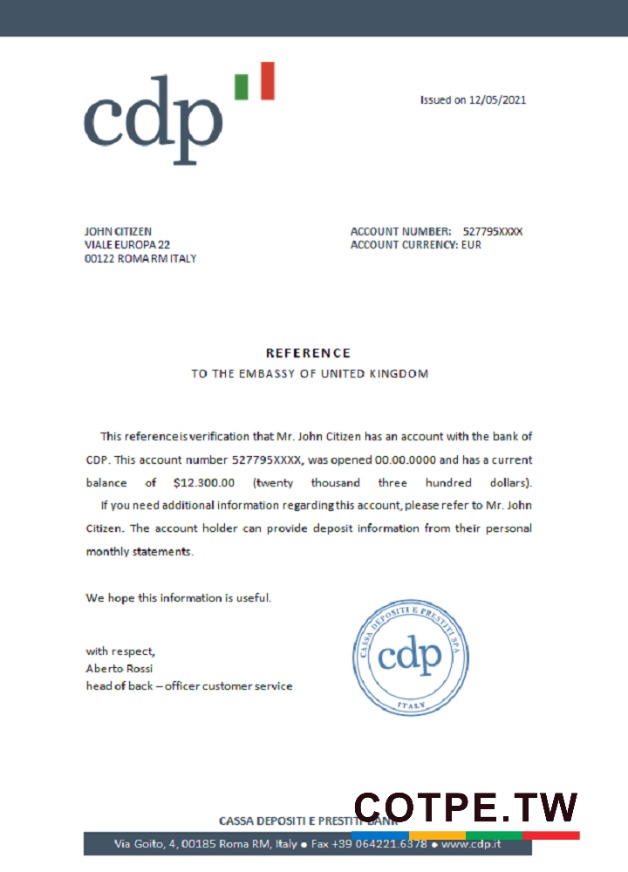 cdp
Issued on 12/05/2021
JOHN CITIZEN
VIALE EUROPA 22
00122 ROMA RM ITALY
ACCOUNT NUMBER: 527795XXXX
ACCOUNT CURRENCY: EUR
REFERENCE
TO THE EMBASSY OF UNITED KINGDOM
This reference is verification that Mr. John Citizen has an account with the bank of
CDP. This account number 527795XXXX, was opened 00.00.0000 and has a current
balance of $12.300.00 (twenty thousand three hundred dollars).
If you need additional information regarding this account, please refer to Mr. John
Citizen. The account holder can provide deposit information from their personal
monthly statements.
We hope this information is useful.
with respect,
Aberto Rossi
head of back – officer customer service
CASSA DEPOSITI E PRESTITI SPA
cdp
ITALY
COTPE.TW
CASSA DEPOSITI E PRESTITI BANK
Via Goito, 4, 00185 Roma RM, Italy ● Fax +39 064221.6378 ● www.cdp.it